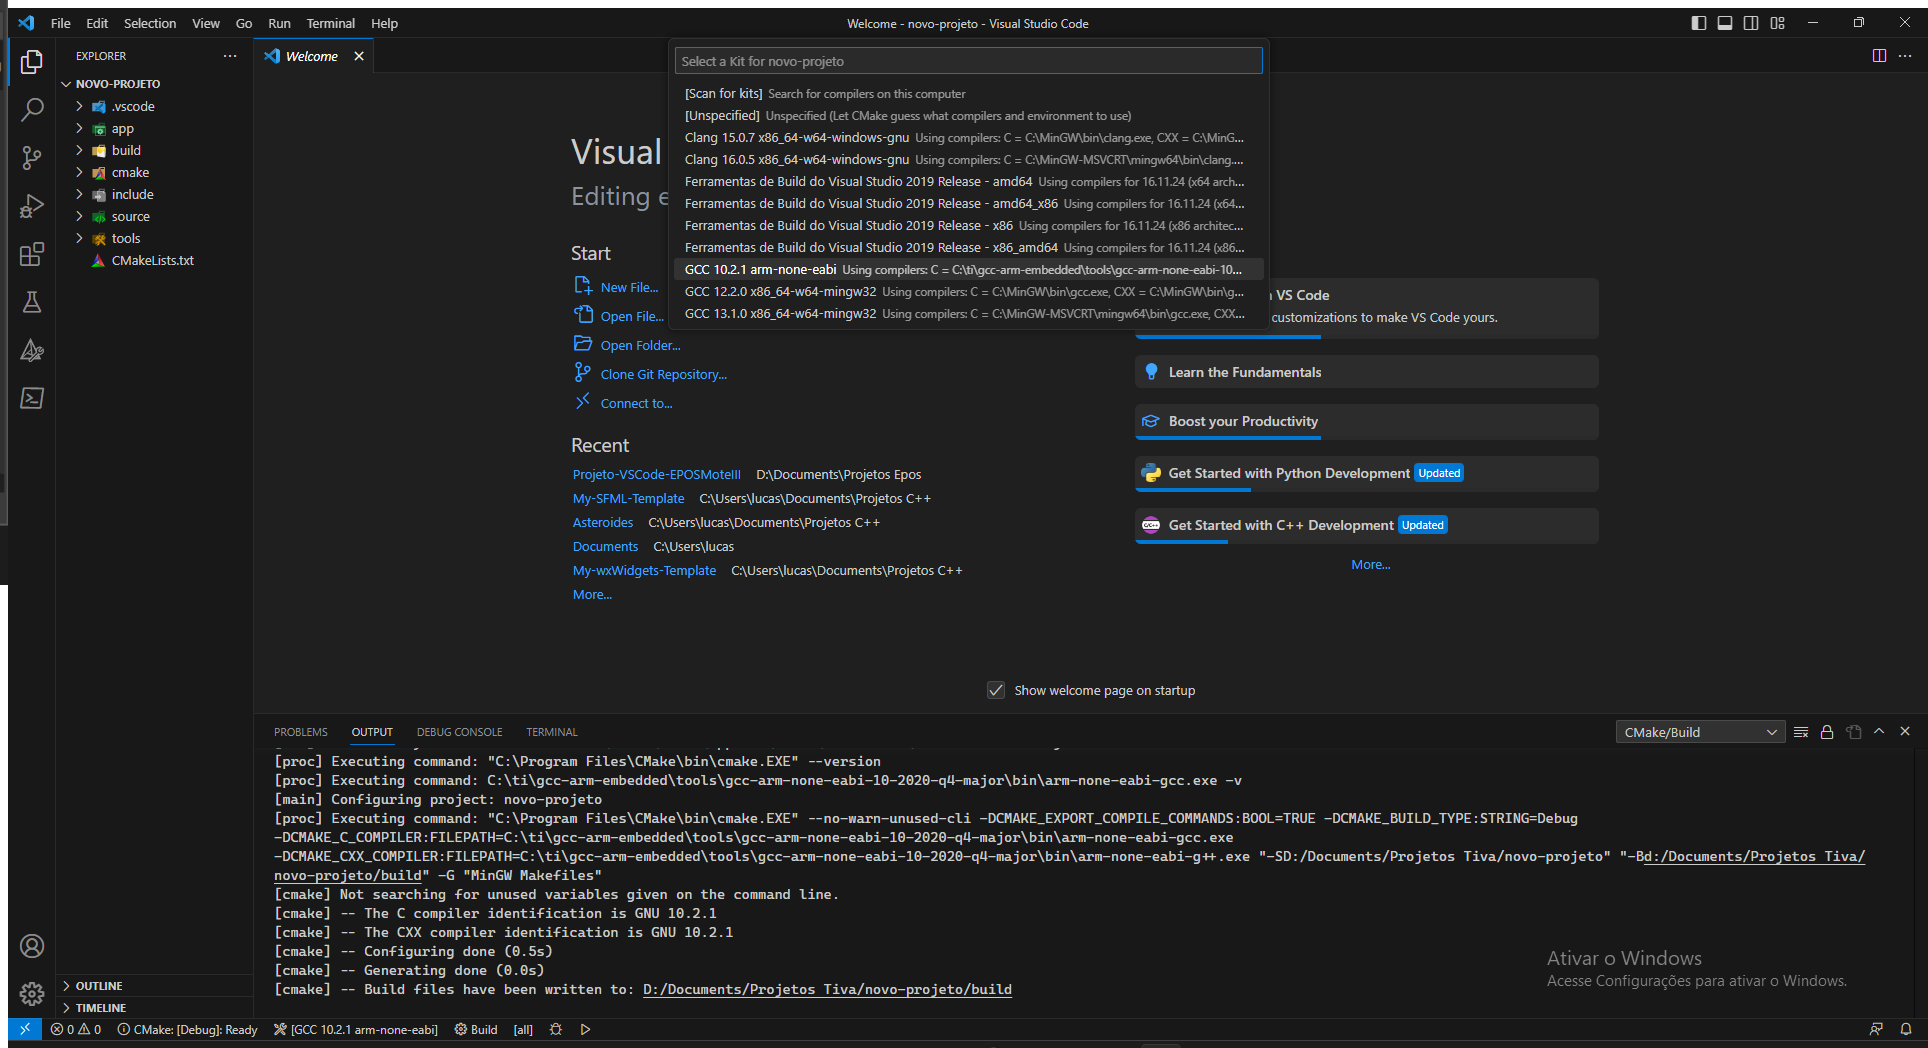 File Edit Selection View Go Run Terminal Help
Welcome - novo-projeto - Visual Studio Code
EXPLORER
NOVO-PROJETO
.vscode
app
build
cmake
include
source
tools
CMakeLists.txt
OUTLINE
TIMELINE
Welcome
Select a Kit for novo-projeto
[Scan for kits] Search for compilers on this computer
[Unspecified] Unspecified (Let CMake guess what compilers and environment to use)
Clang 15.0.7 x86_64-w64-windows-gnu Using compilers: C = C:\MinGW\bin\clang.exe, CXX = C:\MinG...
Clang 16.0.5 x86_64-w64-windows-gnu Using compilers: C = C:\MinGW-MSVCRT\mingw64\bin\clang....
Ferramentas de Build do Visual Studio 2019 Release - amd64 Using compilers for 16.11.24 (x64 arch...
Ferramentas de Build do Visual Studio 2019 Release - amd64_x86 Using compilers for 16.11.24 (x64...
Ferramentas de Build do Visual Studio 2019 Release - x86 Using compilers for 16.11.24 (x86 architec...
Ferramentas de Build do Visual Studio 2019 Release - x86_amd64 Using compilers for 16.11.24 (x86...
GCC 10.2.1 arm-none-eabi Using compilers: C = C:\ti\gcc-arm-embedded\tools\gcc-arm-none-eabi-10...
GCC 12.2.0 x86_64-w64-mingw32 Using compilers: C = C:\MinGW\bin\gcc.exe, CXX = C:\MinGW\bin\g...
GCC 13.1.0 x86_64-w64-mingw32 Using compilers: C = C:\MinGW-MSVCRT\mingw64\bin\gcc.exe, CXX...
Visual
Editing
Start
New File...
Open File...
Open Folder...
Clone Git Repository...
Connect to...
Recent
Projeto-VSCode-EPOSMoteIII D:\Documents\Projetos Epos
My-SFML-Template C:\Users\lucas\Documents\Projetos C++
Asteroides C:\Users\lucas\Documents\Projetos C++
Documents C:\Users\lucas
My-wxWidgets-Template C:\Users\lucas\Documents\Projetos C++
More...
VS Code
customizations to make VS Code yours.
Learn the Fundamentals
Boost your Productivity
Get Started with Python Development Updated
Get Started with C++ Development Updated
More...
Show welcome page on startup
PROBLEMS OUTPUT DEBUG CONSOLE TERMINAL
CMake/Build
[proc] Executing command: "C:\Program Files\CMake\bin\cmake.EXE" --version
[proc] Executing command: C:\ti\gcc-arm-embedded\tools\gcc-arm-none-eabi-10-2020-q4-major\bin\arm-none-eabi-gcc.exe -v
[main] Configuring project: novo-projeto
[proc] Executing command: "C:\Program Files\CMake\bin\cmake.EXE" --no-warn-unused-cli -DCMAKE_EXPORT_COMPILE_COMMANDS:BOOL=TRUE -DCMAKE_BUILD_TYPE:STRING=Debug
-DCMAKE_C_COMPILER:FILEPATH=C:\ti\gcc-arm-embedded\tools\gcc-arm-none-eabi-10-2020-q4-major\bin\arm-none-eabi-gcc.exe
-DCMAKE_CXX_COMPILER:FILEPATH=C:\ti\gcc-arm-embedded\tools\gcc-arm-none-eabi-10-2020-q4-major\bin\arm-none-eabi-g++.exe "-SD:/Documents/Projetos Tiva/novo-projeto" "-Bd:/Documents/Projetos Tiva/
novo-projeto/build" -G "MinGW Makefiles"
[cmake] Not searching for unused variables given on the command line.
[cmake] -- The C compiler identification is GNU 10.2.1
[cmake] -- The CXX compiler identification is GNU 10.2.1
[cmake] -- Configuring done (0.5s)
[cmake] -- Generating done (0.0s)
[cmake] -- Build files have been written to: D:/Documents/Projetos Tiva/novo-projeto/build
Ativar o Windows
Acesse Configurações para ativar o Windows.
0 0 CMake: [Debug]: Ready [GCC 10.2.1 arm-none-eabi] Build [all]